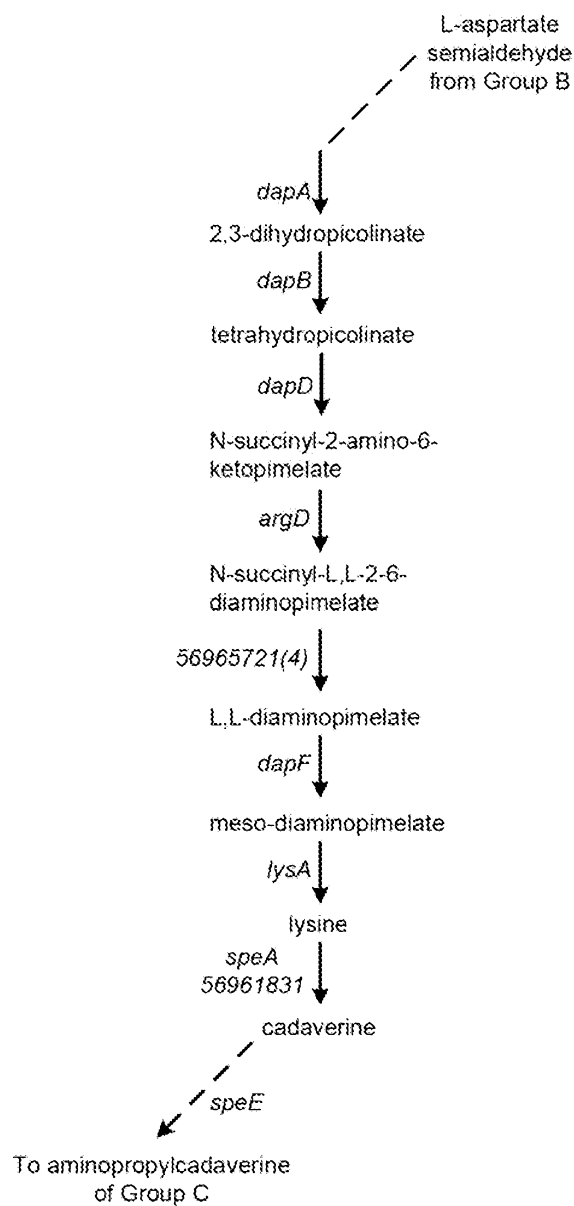 L-aspartate
semialdehyde
from Group B
dapA
2,3-dihydropicolinate
dapB
tetrahydropicolinate
dapD
N-succinyl-2-amino-6-
ketopimelate
argD
N-succinyl-L,L-2-6-
diaminopimelate
56965721(4)
L,L-diaminopimelate
dapF
meso-diaminopimelate
lysA
lysine
speA
56961831
cadaverine
speE
To aminopropylcadaverine
of Group C